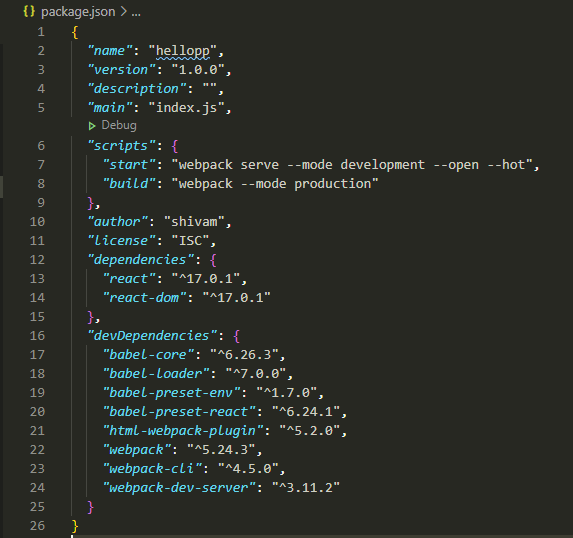 package.json > ...
1 {
2 "name": "hellopp",
3 "version": "1.0.0",
4 "description": "",
5 "main": "index.js",
Debug
6 "scripts": {
7 "start": "webpack serve --mode development --open --hot",
8 "build": "webpack --mode production"
9 },
10 "author": "shivam",
11 "license": "ISC",
12 "dependencies": {
13 "react": "^17.0.1",
14 "react-dom": "^17.0.1"
15 },
16 "devDependencies": {
17 "babel-core": "^6.26.3",
18 "babel-loader": "^7.0.0",
19 "babel-preset-env": "^1.7.0",
20 "babel-preset-react": "^6.24.1",
21 "html-webpack-plugin": "^5.2.0",
22 "webpack": "^5.24.3",
23 "webpack-cli": "^4.5.0",
24 "webpack-dev-server": "^3.11.2"
25 }
26 }